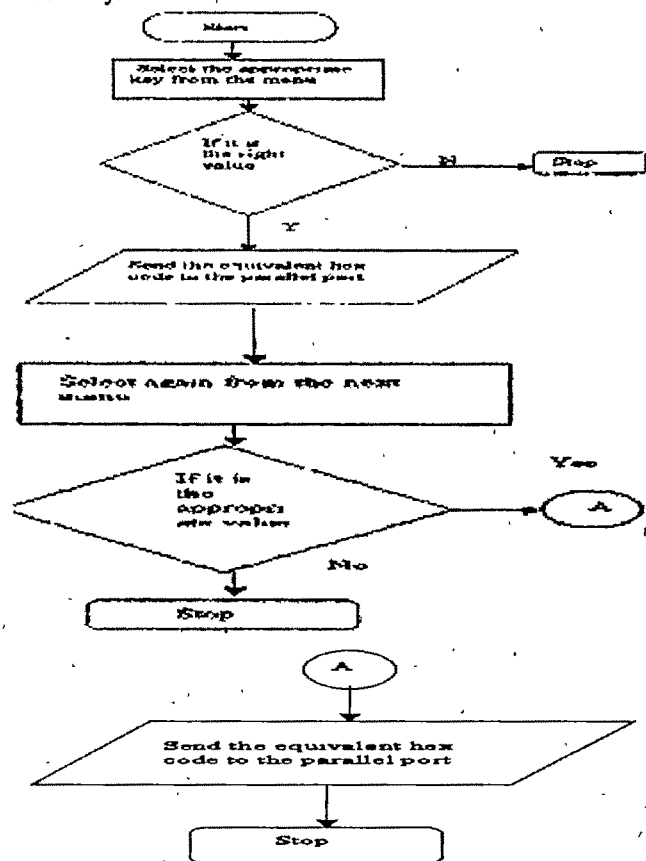 Start
Select the appropriate
key from the menu
If it is
the right
value
N
Stop
Y
Send the equivalent hex
code to the parallel port
Select again from the next
menu
If it is
the
appropri
ate value
Yes
A
No
Stop
A
Send the equivalent hex
code to the parallel port
Stop